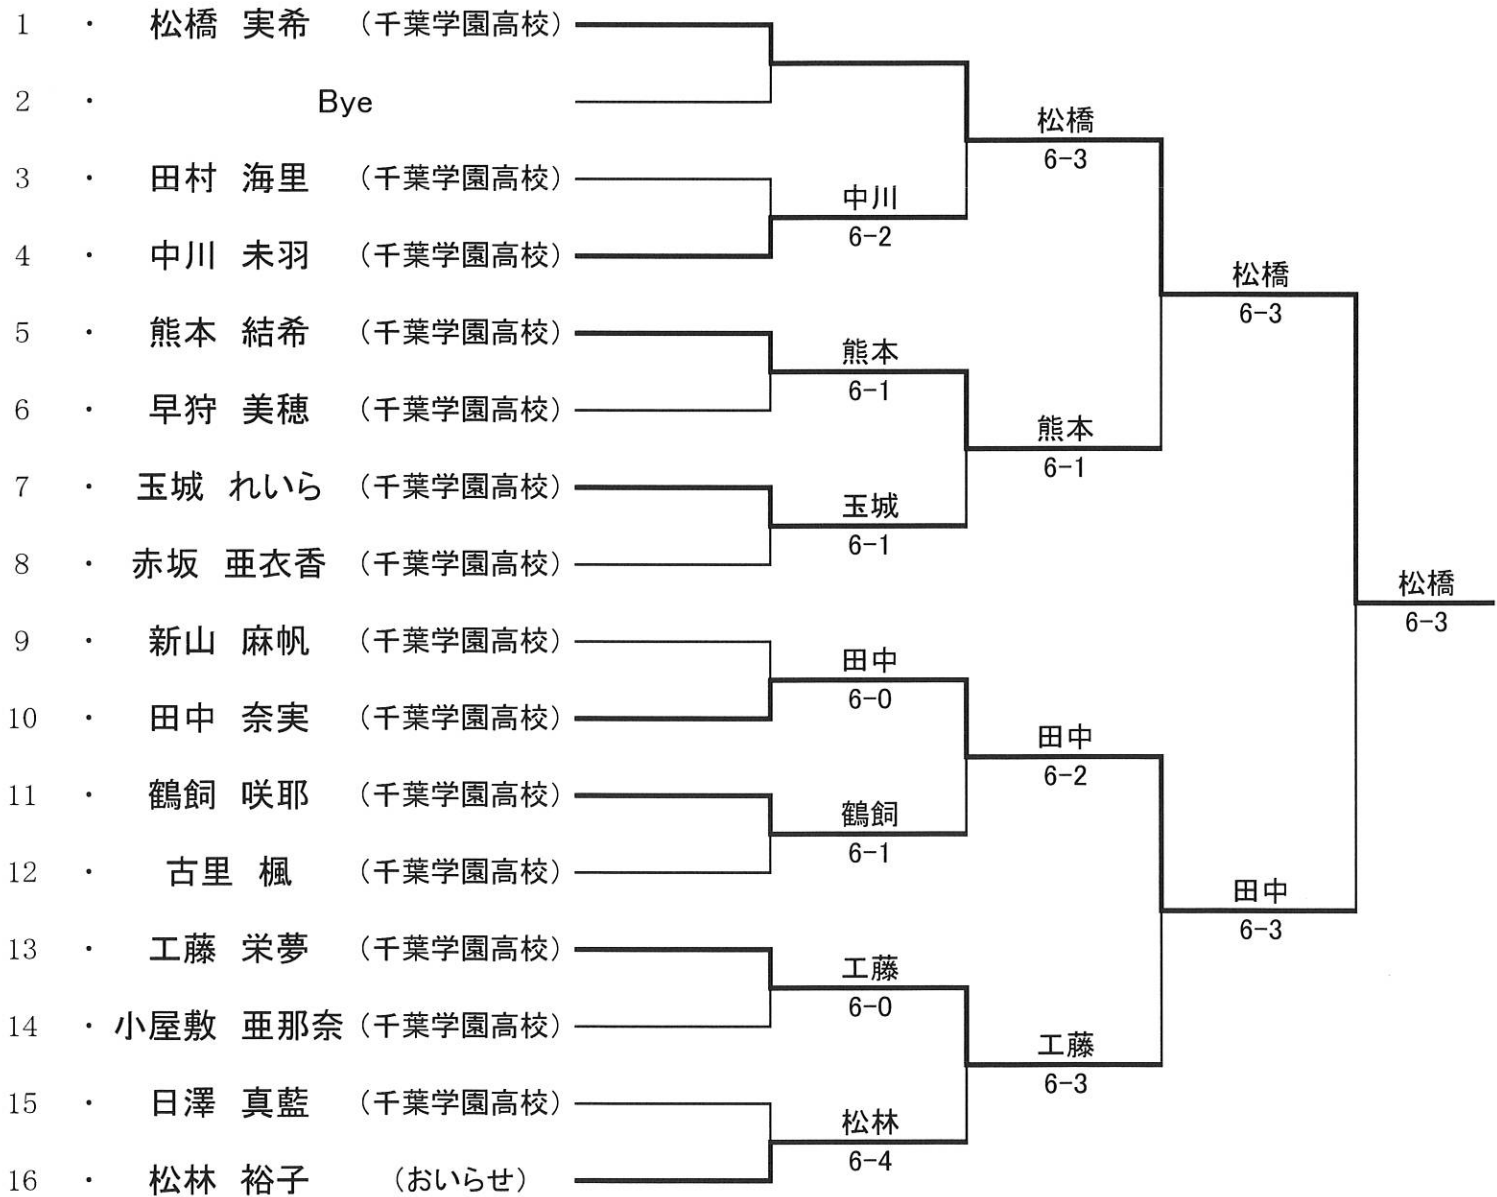 1 ・ 松橋 実希 （千葉学園高校）
2 ・ Bye
松橋
6-3
3 ・ 田村 海里 （千葉学園高校）
中川
6-2
4 ・ 中川 未羽 （千葉学園高校）
松橋
6-3
5 ・ 熊本 結希 （千葉学園高校）
熊本
6-1
6 ・ 早狩 美穂 （千葉学園高校）
熊本
6-1
7 ・ 玉城 れいら （千葉学園高校）
玉城
6-1
8 ・ 赤坂 亜衣香 （千葉学園高校）
松橋
6-3
9 ・ 新山 麻帆 （千葉学園高校）
田中
6-0
10 ・ 田中 奈実 （千葉学園高校）
田中
6-2
11 ・ 鶴飼 咲耶 （千葉学園高校）
鶴飼
6-1
12 ・ 古里 楓 （千葉学園高校）
田中
6-3
13 ・ 工藤 栄夢 （千葉学園高校）
工藤
6-0
14 ・ 小屋敷 亜那奈 （千葉学園高校）
工藤
6-3
15 ・ 日澤 真藍 （千葉学園高校）
松林
6-4
16 ・ 松林 裕子 （おいらせ）